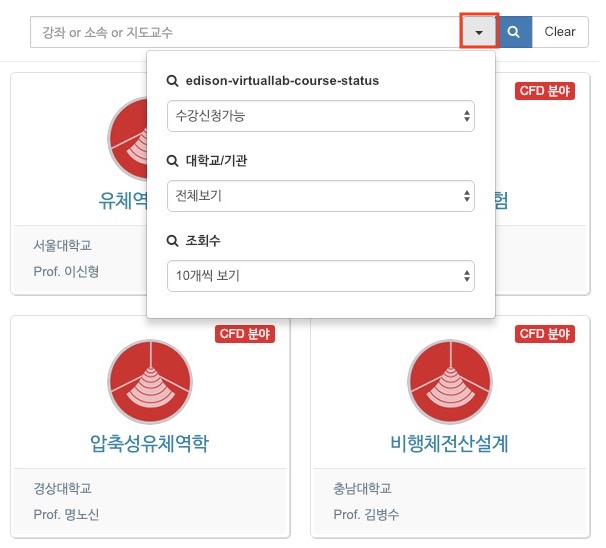 강좌 or 소속 or 지도교수
Clear
edison-virtuallab-course-status
수강신청가능
대학교/기관
전체보기
조회수
10개씩 보기
유체역
서울대학교
Prof. 이신형
CFD 분야
험
CFD 분야
압축성유체역학
경상대학교
Prof. 명노신
CFD 분야
비행체전산설계
충남대학교
Prof. 김병수